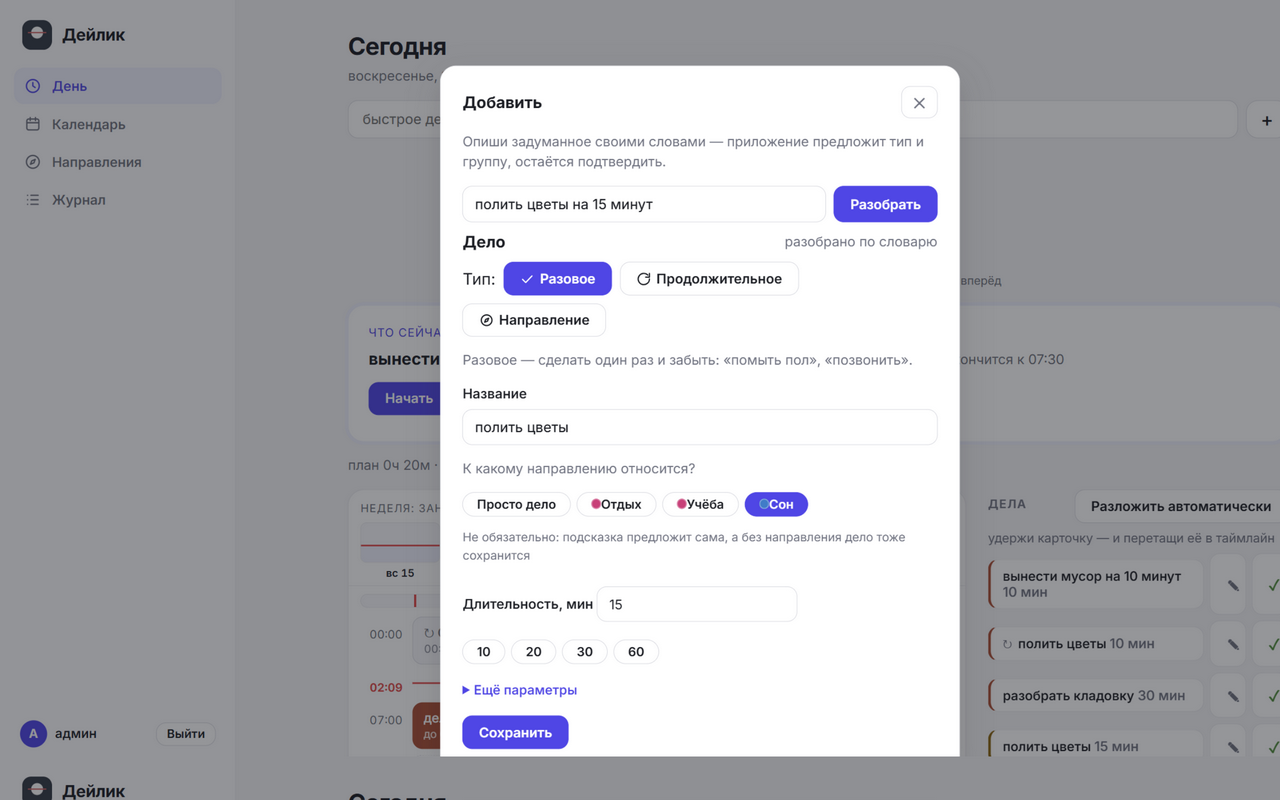 Дейлик
День
Календарь
Направления
Журнал
А админ
Выйти
Дейлик
Сегодня
воскресенье,
быстрое де
+
вперёд
ЧТО СЕЙЧА
вынести
ончится к 07:30
Начать
план 0ч 20м ·
НЕДЕЛЯ: ЗАН
вс 15
00:00
02:09
07:00
де
до
Добавить
Опиши задуманное своими словами — приложение предложит тип и
группу, остаётся подтвердить.
полить цветы на 15 минут
Разобрать
Дело
разобрано по словарю
Тип:
Разовое
Продолжительное
Направление
Разовое — сделать один раз и забыть: «помыть пол», «позвонить».
Название
полить цветы
К какому направлению относится?
Просто дело
Отдых
Учёба
Сон
Не обязательно: подсказка предложит сама, а без направления дело тоже
сохранится
Длительность, мин 15
10
20
30
60
Ещё параметры
Сохранить
ДЕЛА
Разложить автоматически
удержи карточку — и перетащи её в таймлайн
вынести мусор на 10 минут
10 мин
полить цветы 10 мин
разобрать кладовку 30 мин
полить цветы 15 мин